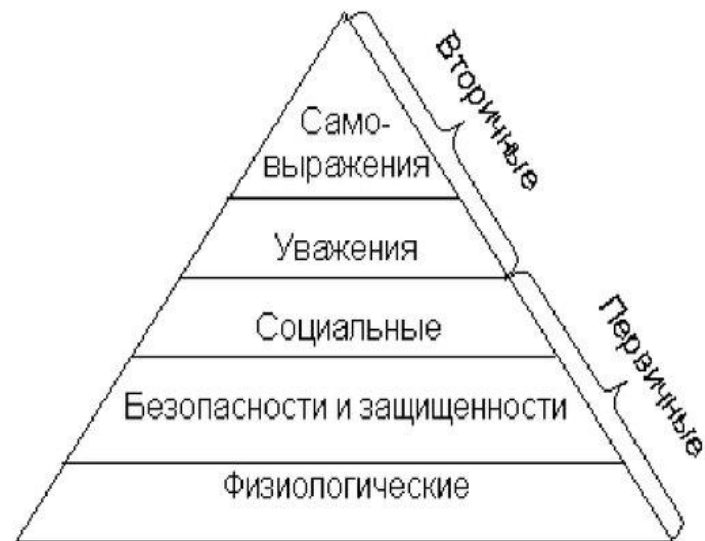 Само-
выражения
Уважения
Социальные
Безопасности и защищенности
Физиологические
Вторичные
Первичные